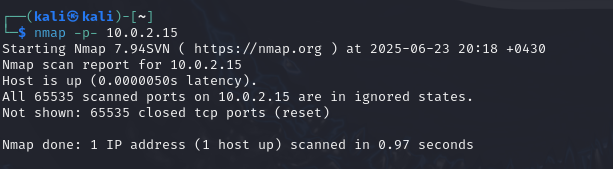 ┌──(kali㉿kali)-[~]
└─$ nmap -p- 10.0.2.15
Starting Nmap 7.94SVN ( https://nmap.org ) at 2025-06-23 20:18 +0430
Nmap scan report for 10.0.2.15
Host is up (0.0000050s latency).
All 65535 scanned ports on 10.0.2.15 are in ignored states.
Not shown: 65535 closed tcp ports (reset)

Nmap done: 1 IP address (1 host up) scanned in 0.97 seconds